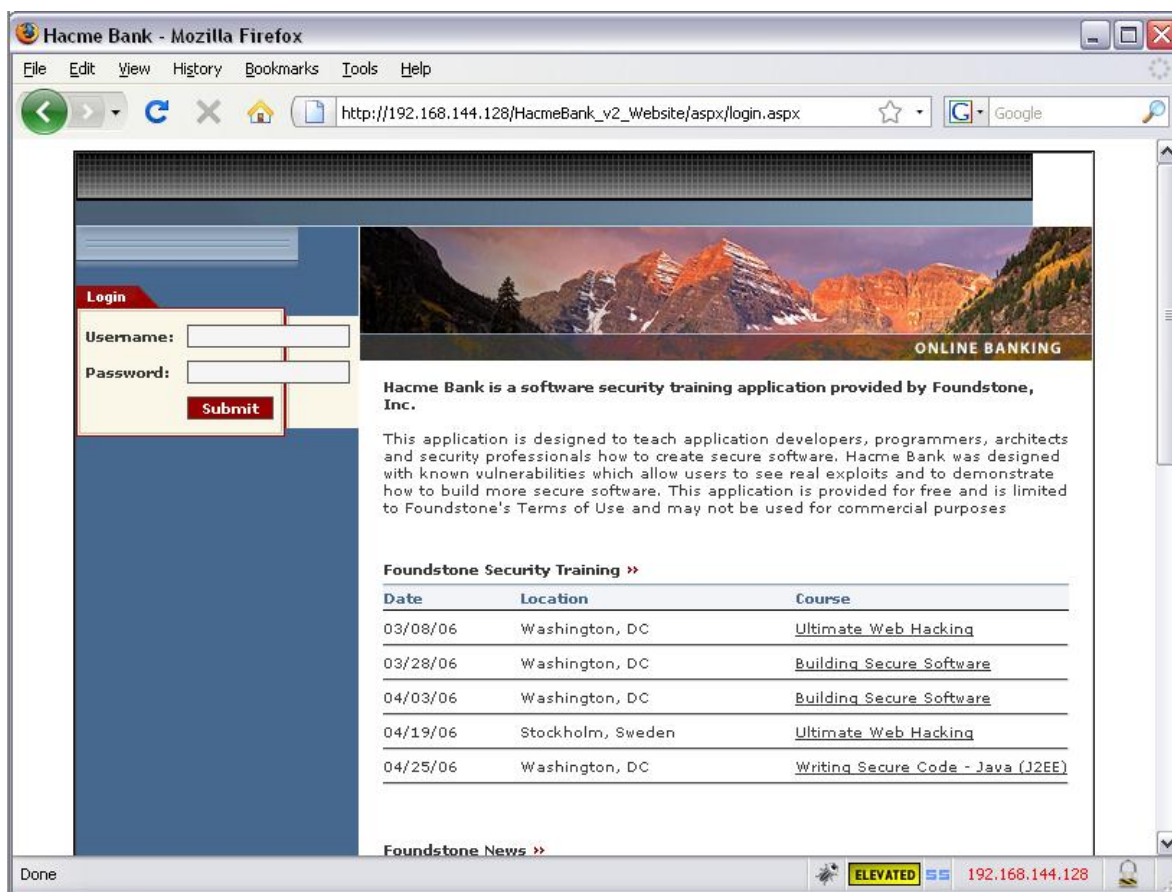 Hacme Bank - Mozilla Firefox
File Edit View History Bookmarks Tools Help
http://192.168.144.128/HacmeBank_v2_Website/aspx/login.aspx
G Google
Login
Username:
Password:
Submit
ONLINE BANKING
Hacme Bank is a software security training application provided by Foundstone,
Inc.
This application is designed to teach application developers, programmers, architects
and security professionals how to create secure software. Hacme Bank was designed
with known vulnerabilities which allow users to see real exploits and to demonstrate
how to build more secure software. This application is provided for free and is limited
to Foundstone's Terms of Use and may not be used for commercial purposes
Foundstone Security Training »
Date Location Course
03/08/06 Washington, DC Ultimate Web Hacking
03/28/06 Washington, DC Building Secure Software
04/03/06 Washington, DC Building Secure Software
04/19/06 Stockholm, Sweden Ultimate Web Hacking
04/25/06 Washington, DC Writing Secure Code - Java (J2EE)
Foundstone News »
Done ELEVATED SS 192.168.144.128